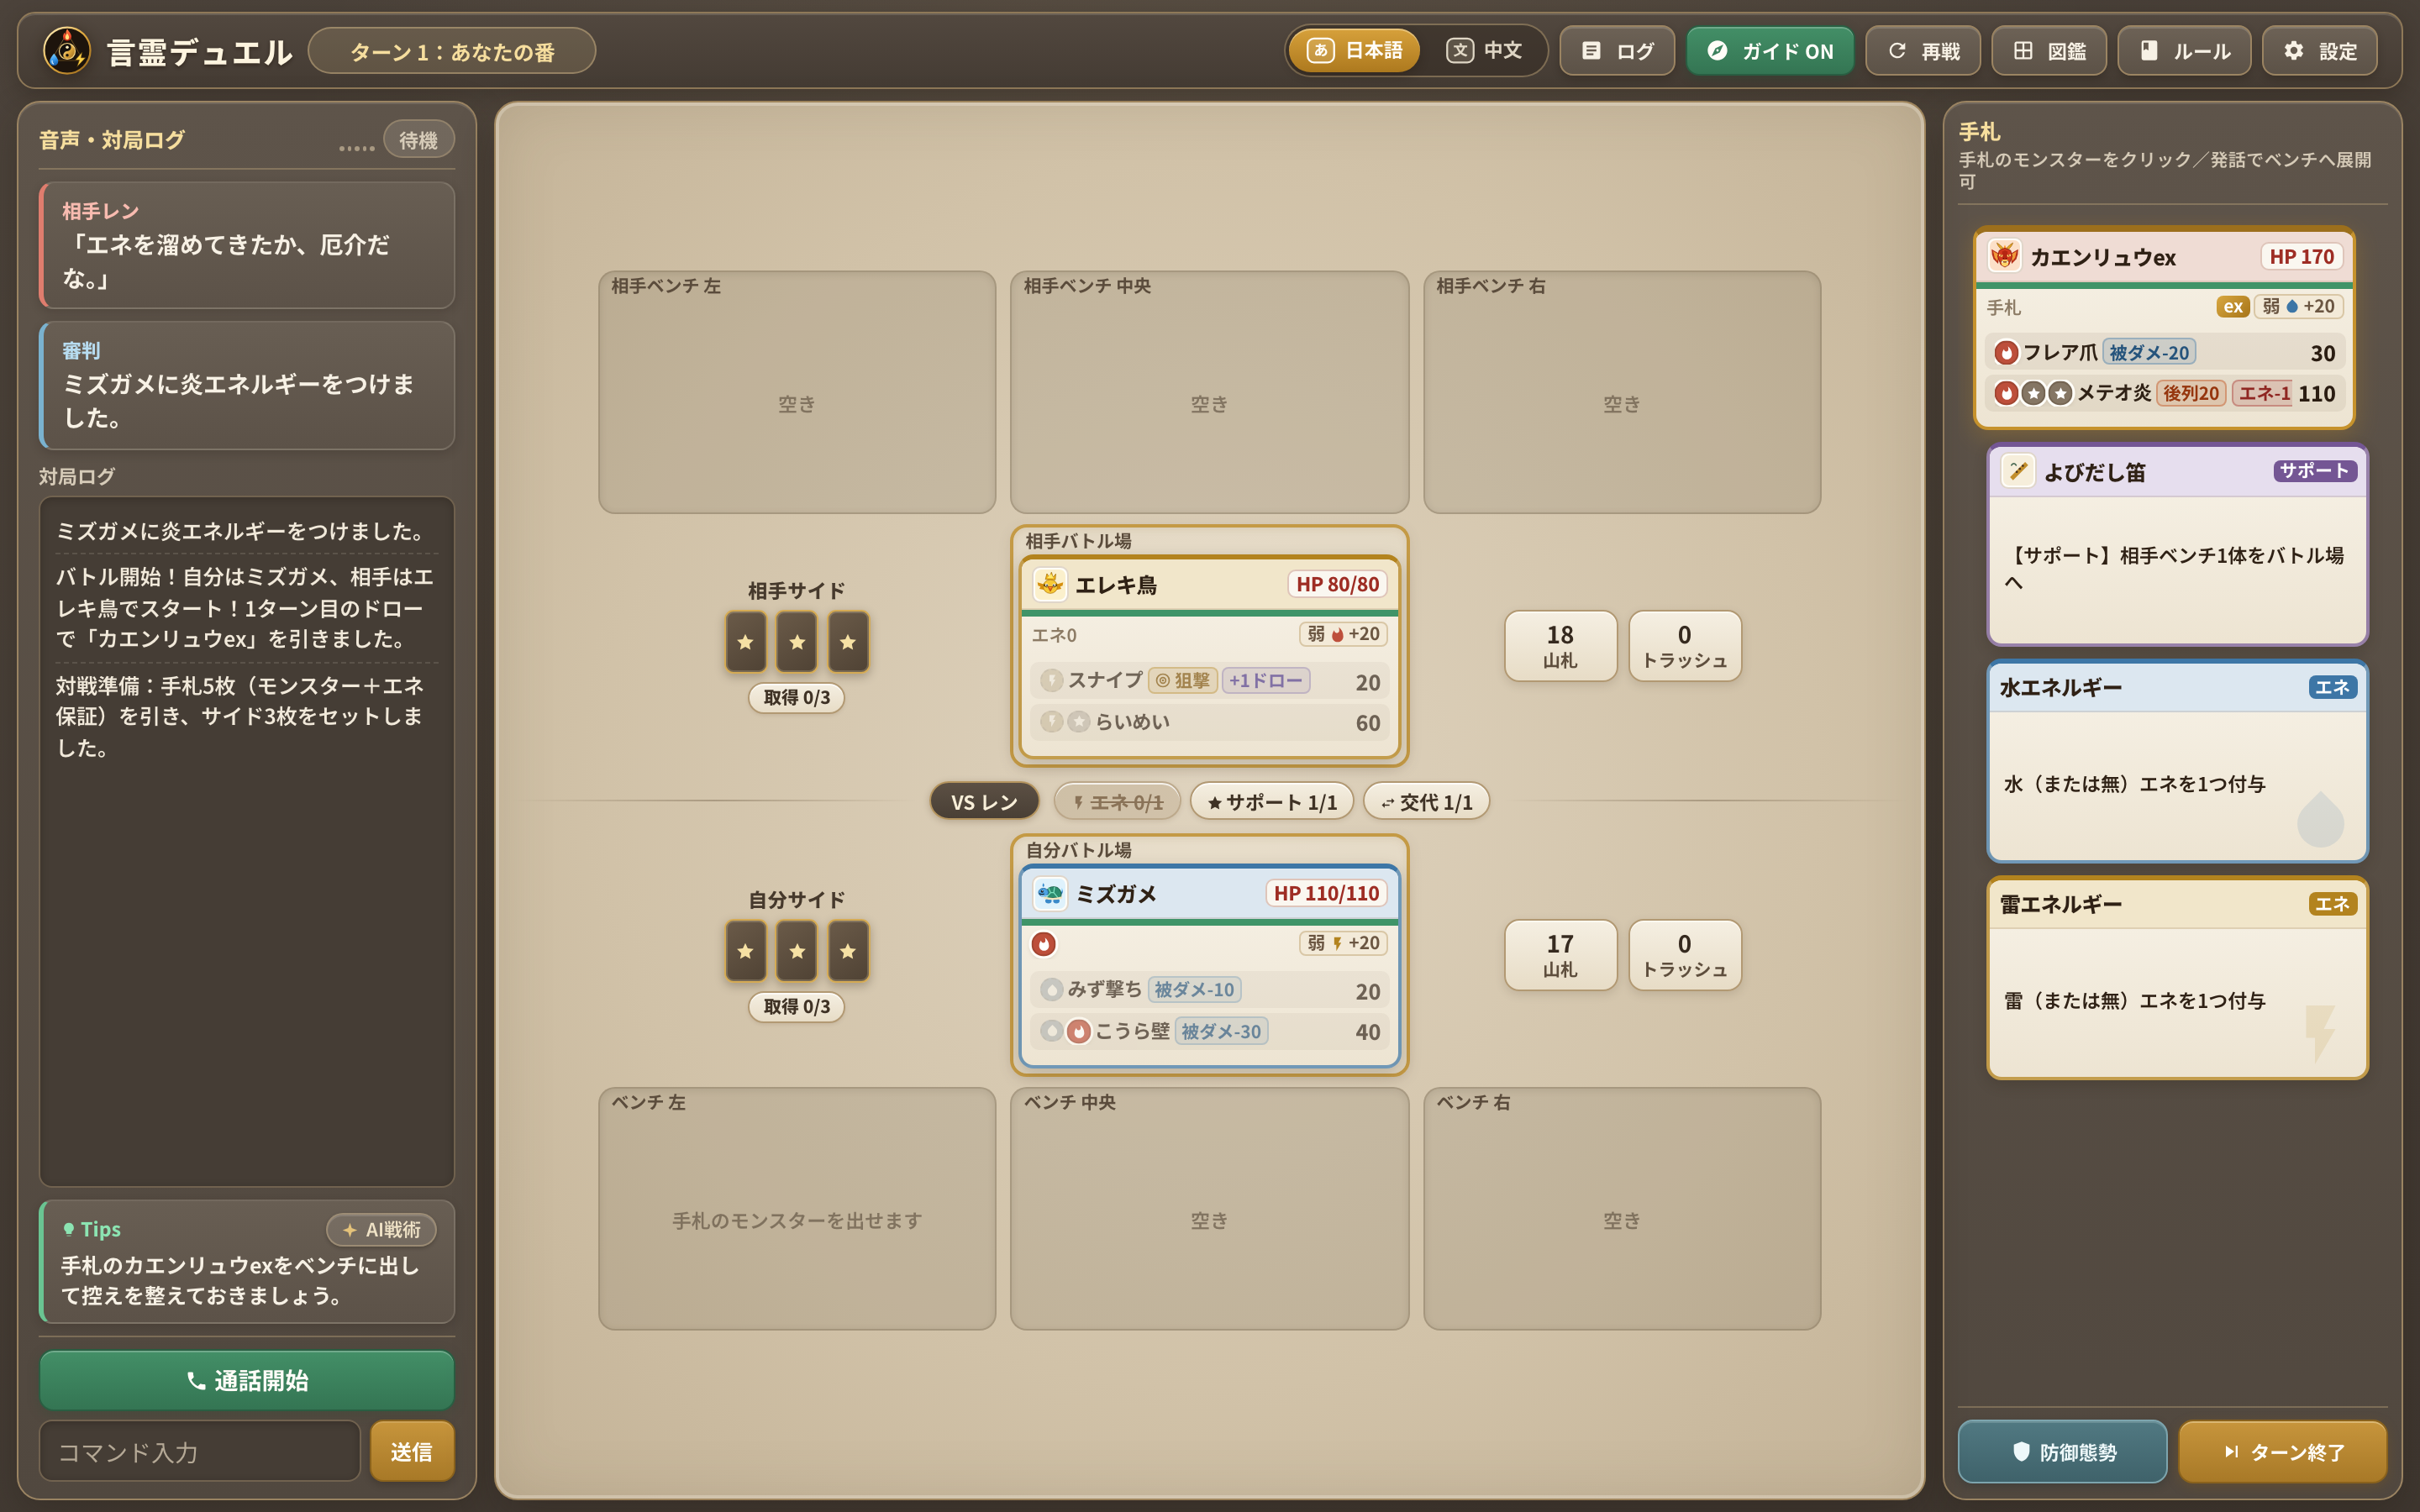 言霊デュエル
ターン 1：あなたの番
あ 日本語
文 中文
ログ
ガイド ON
再戦
図鑑
ルール
設定
音声・対局ログ
待機
相手レン
「エネを溜めてきたか、厄介だ
な。」
審判
ミズガメに炎エネルギーをつけま
した。
対局ログ
ミズガメに炎エネルギーをつけました。
バトル開始！自分はミズガメ、相手はエ
レキ鳥でスタート！1ターン目のドロー
で「カエンリュウex」を引きました。
対戦準備：手札5枚（モンスター＋エネ
保証）を引き、サイド3枚をセットしま
した。
Tips
AI戦術
手札のカエンリュウexをベンチに出し
て控えを整えておきましょう。
通話開始
コマンド入力
送信
相手ベンチ 左
空き
相手ベンチ 中央
空き
相手ベンチ 右
空き
相手サイド
取得 0/3
相手バトル場
エレキ鳥
HP 80/80
エネ0
弱 +20
スナイプ 狙撃 +1ドロー 20
らいめい 60
18
山札
0
トラッシュ
VS レン
エネ 0/1
サポート 1/1
交代 1/1
自分サイド
取得 0/3
自分バトル場
ミズガメ
HP 110/110
弱 +20
みず撃ち 被ダメ-10 20
こうら壁 被ダメ-30 40
17
山札
0
トラッシュ
ベンチ 左
手札のモンスターを出せます
ベンチ 中央
空き
ベンチ 右
空き
手札
手札のモンスターをクリック／発話でベンチへ展開
可
カエンリュウex
HP 170
手札
ex
弱 +20
フレア爪 被ダメ-20 30
メテオ炎 後列20 エネ-1 110
よびだし笛
サポート
【サポート】相手ベンチ1体をバトル場
へ
水エネルギー
エネ
水（または無）エネを1つ付与
雷エネルギー
エネ
雷（または無）エネを1つ付与
防御態勢
ターン終了